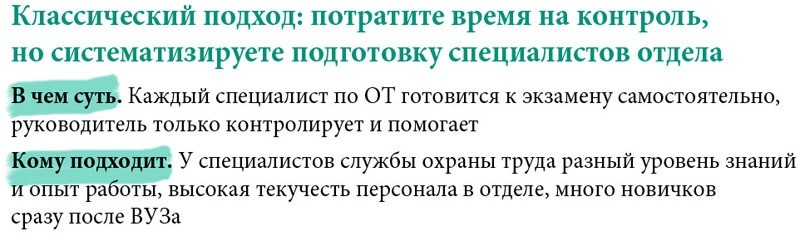 Классический подход: потратите время на контроль,
но систематизируете подготовку специалистов отдела
В чем суть. Каждый специалист по ОТ готовится к экзамену самостоятельно,
руководитель только контролирует и помогает
Кому подходит. У специалистов службы охраны труда разный уровень знаний
и опыт работы, высокая текучесть персонала в отделе, много новичков
сразу после ВУЗа